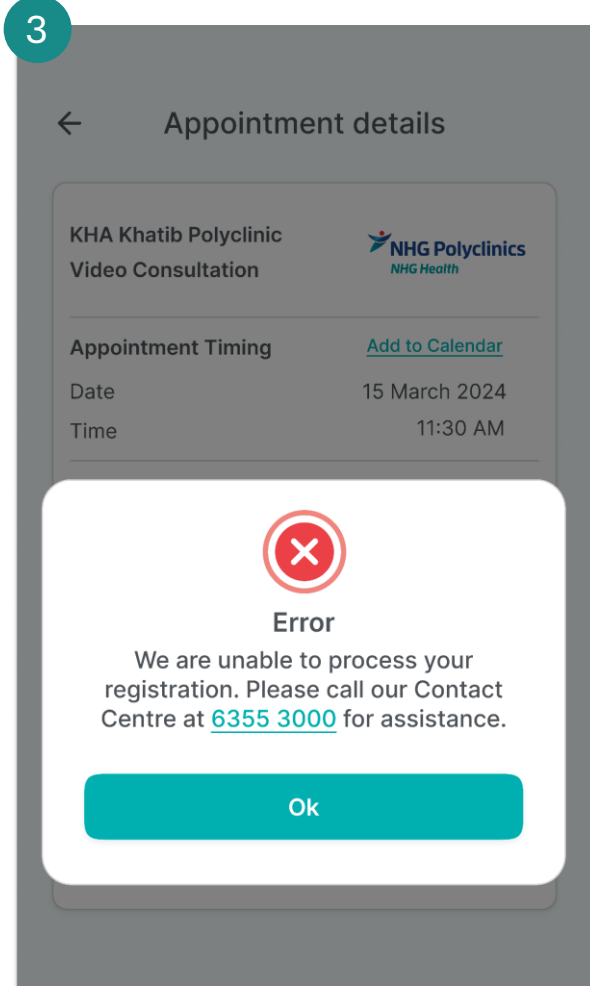 3
Appointment details
KHA Khatib Polyclinic
Video Consultation
NHG Polyclinics
NHG Health
Appointment Timing
Add to Calendar
Date
15 March 2024
Time
11:30 AM
Error
We are unable to process your
registration. Please call our Contact
Centre at 6355 3000 for assistance.
Ok